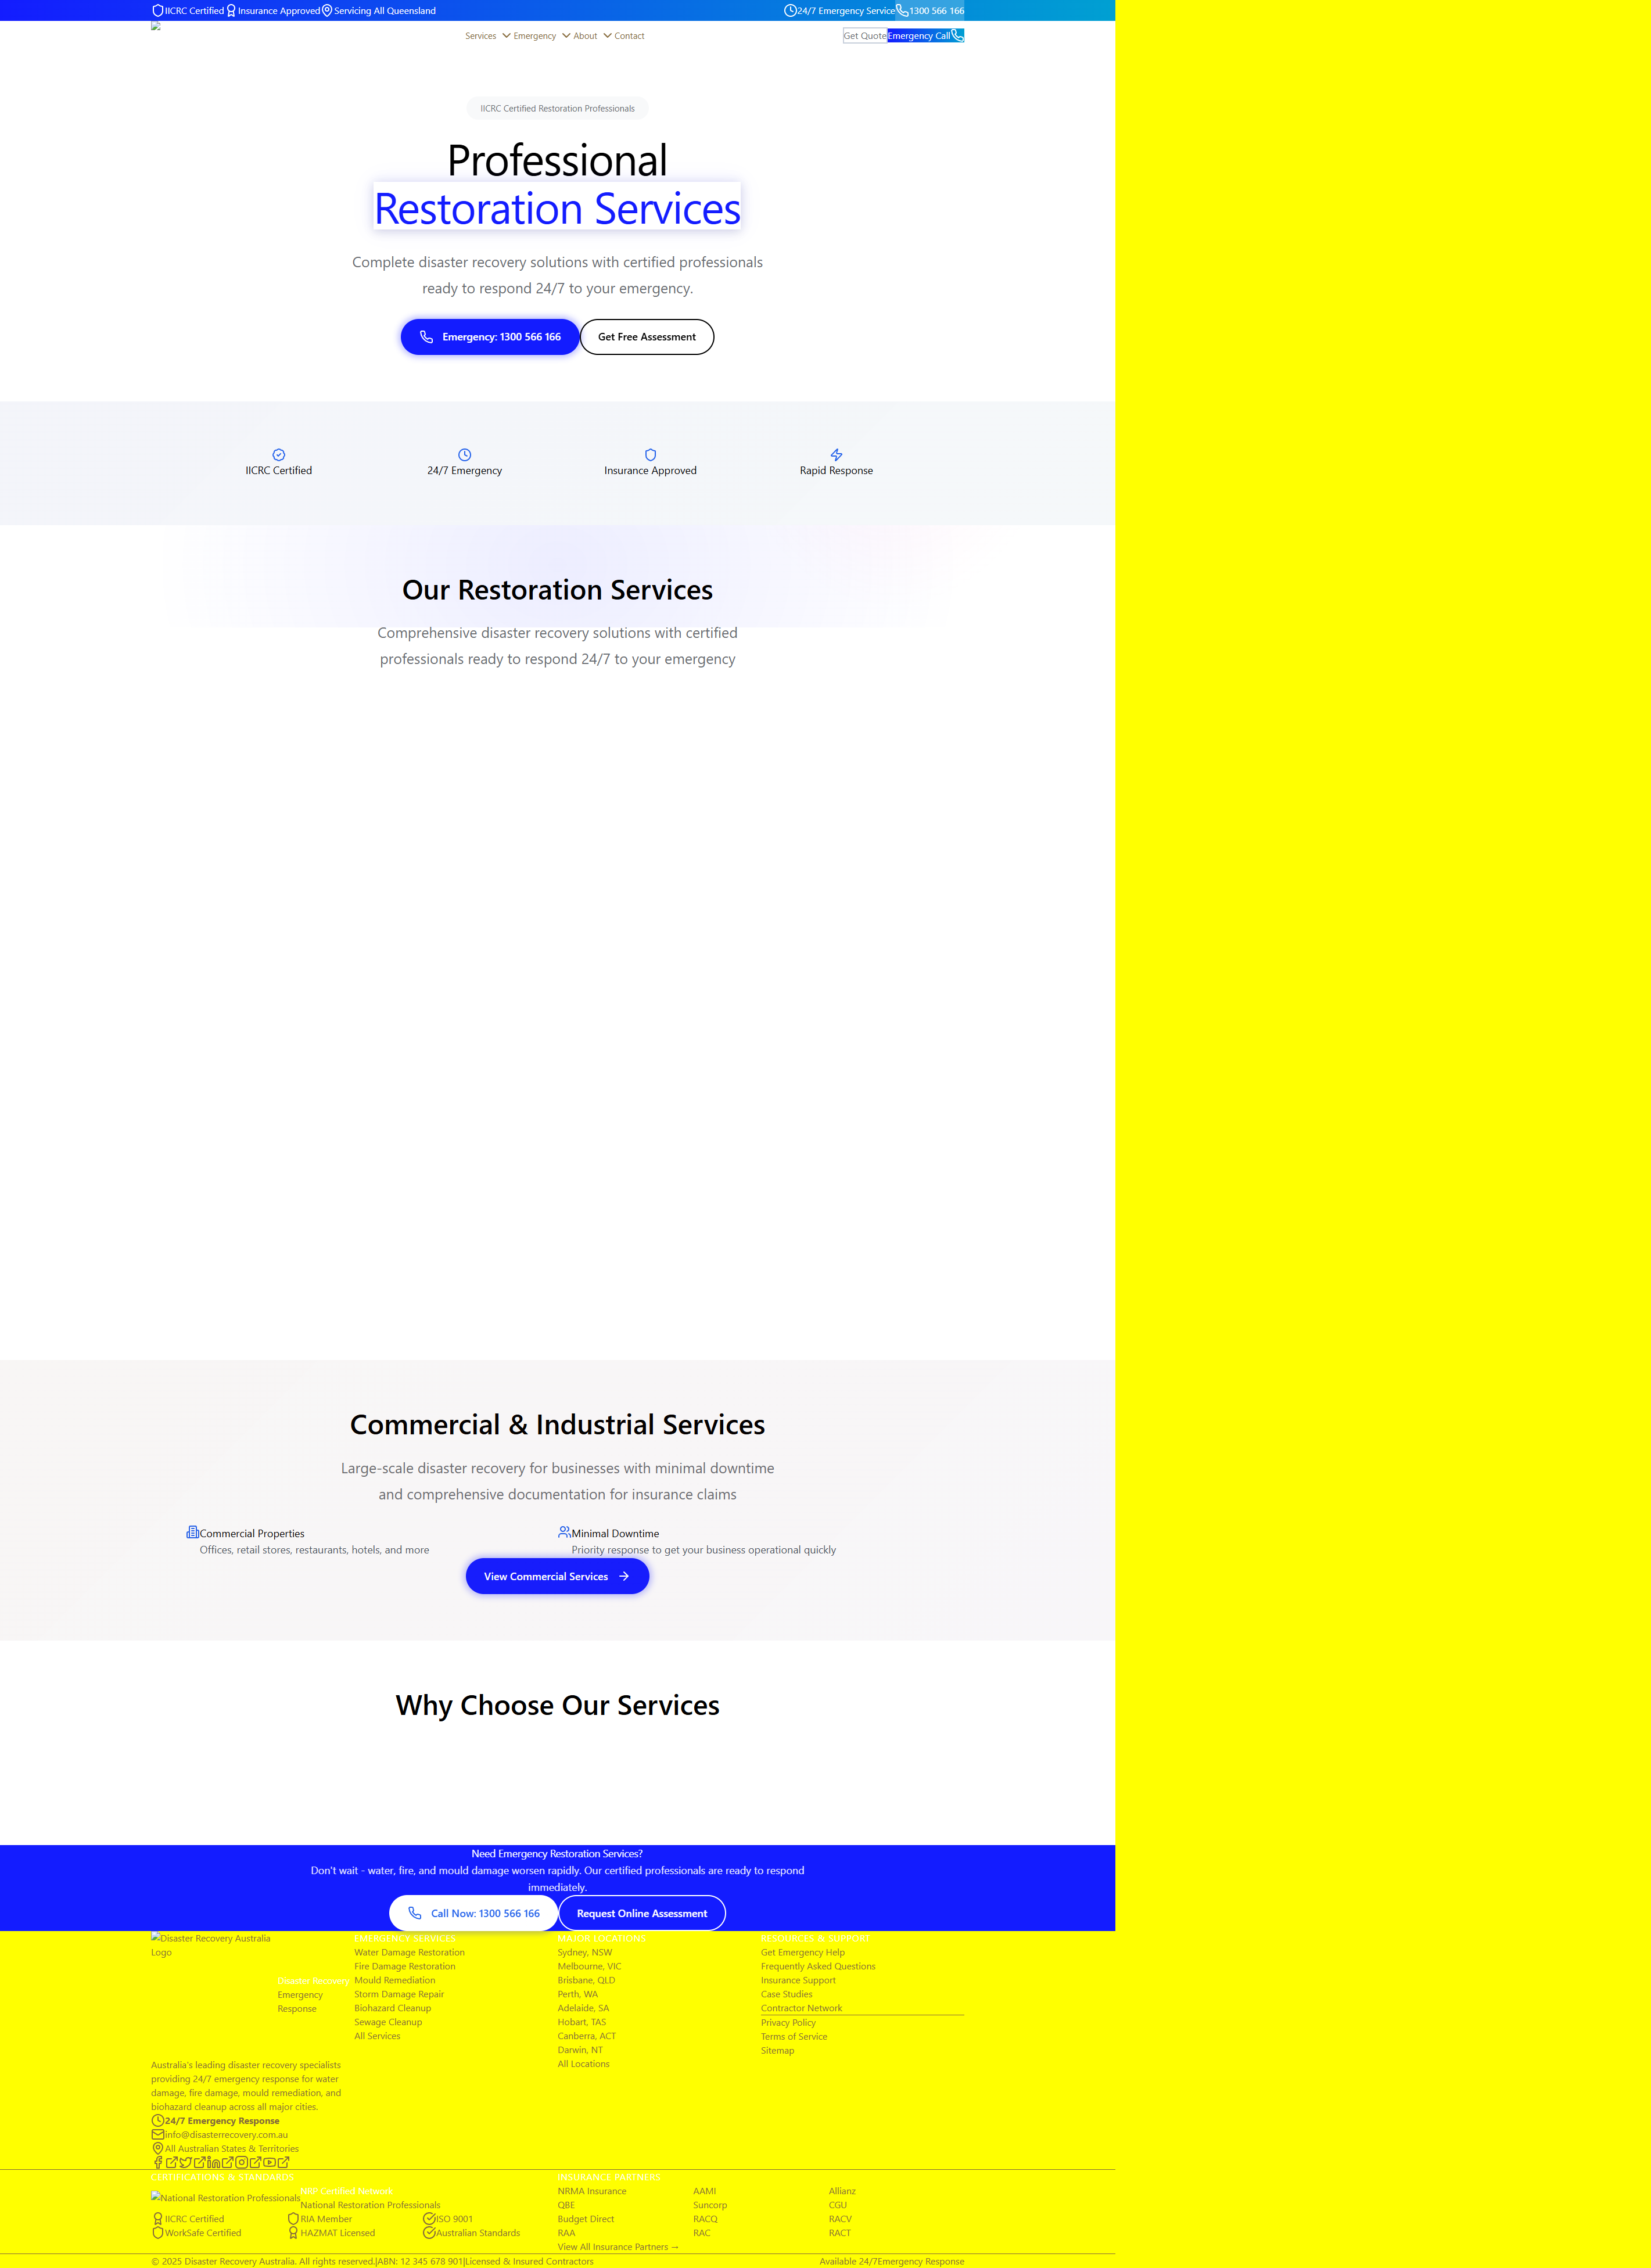 IICRC Certified Insurance Approved Servicing All Queensland 24/7 Emergency Service 1300 566 166
Services Emergency About Contact Get Quote Emergency Call
IICRC Certified Restoration Professionals
Professional
Restoration Services
Complete disaster recovery solutions with certified professionals
ready to respond 24/7 to your emergency.
Emergency: 1300 566 166 Get Free Assessment
IICRC Certified 24/7 Emergency Insurance Approved Rapid Response
Our Restoration Services
Comprehensive disaster recovery solutions with certified
professionals ready to respond 24/7 to your emergency
Commercial & Industrial Services
Large-scale disaster recovery for businesses with minimal downtime
and comprehensive documentation for insurance claims
Commercial Properties
Offices, retail stores, restaurants, hotels, and more
Minimal Downtime
Priority response to get your business operational quickly
View Commercial Services
Why Choose Our Services
Need Emergency Restoration Services?
Don't wait - water, fire, and mould damage worsen rapidly. Our certified professionals are ready to respond
immediately.
Call Now: 1300 566 166 Request Online Assessment
Disaster Recovery Australia
Logo
Disaster Recovery
Emergency
Response
Australia's leading disaster recovery specialists
providing 24/7 emergency response for water
damage, fire damage, mould remediation, and
biohazard cleanup across all major cities.
24/7 Emergency Response
info@disasterrecovery.com.au
All Australian States & Territories
EMERGENCY SERVICES
Water Damage Restoration
Fire Damage Restoration
Mould Remediation
Storm Damage Repair
Biohazard Cleanup
Sewage Cleanup
All Services
MAJOR LOCATIONS
Sydney, NSW
Melbourne, VIC
Brisbane, QLD
Perth, WA
Adelaide, SA
Hobart, TAS
Canberra, ACT
Darwin, NT
All Locations
RESOURCES & SUPPORT
Get Emergency Help
Frequently Asked Questions
Insurance Support
Case Studies
Contractor Network
Privacy Policy
Terms of Service
Sitemap
CERTIFICATIONS & STANDARDS
National Restoration Professionals
NRP Certified Network
National Restoration Professionals
IICRC Certified RIA Member ISO 9001
WorkSafe Certified HAZMAT Licensed Australian Standards
INSURANCE PARTNERS
NRMA Insurance AAMI Allianz
QBE Suncorp CGU
Budget Direct RACQ RACV
RAA RAC RACT
View All Insurance Partners →
© 2025 Disaster Recovery Australia. All rights reserved.|ABN: 12 345 678 901|Licensed & Insured Contractors Available 24/7Emergency Response